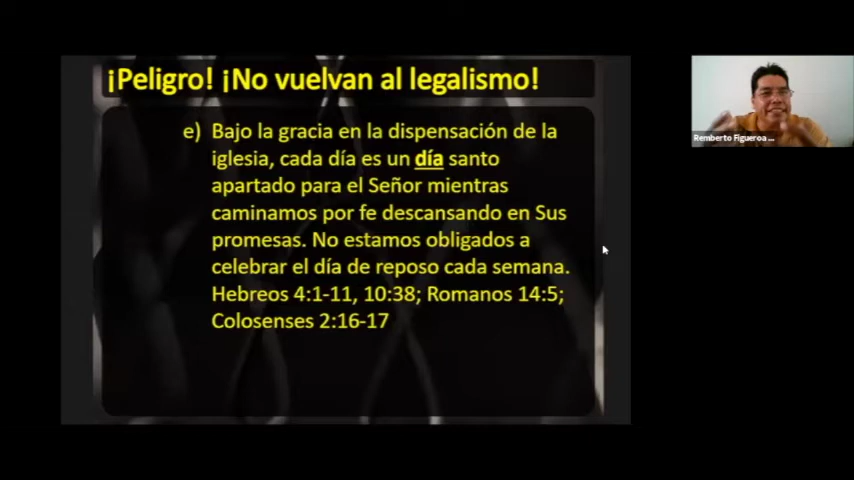 ¡Peligro! ¡No vuelvan al legalismo!
e) Bajo la gracia en la dispensación de la
iglesia, cada día es un día santo
apartado para el Señor mientras
caminamos por fe descansando en Sus
promesas. No estamos obligados a
celebrar el día de reposo cada semana.
Hebreos 4:1-11, 10:38; Romanos 14:5;
Colosenses 2:16-17
Remberto Figueroa ...